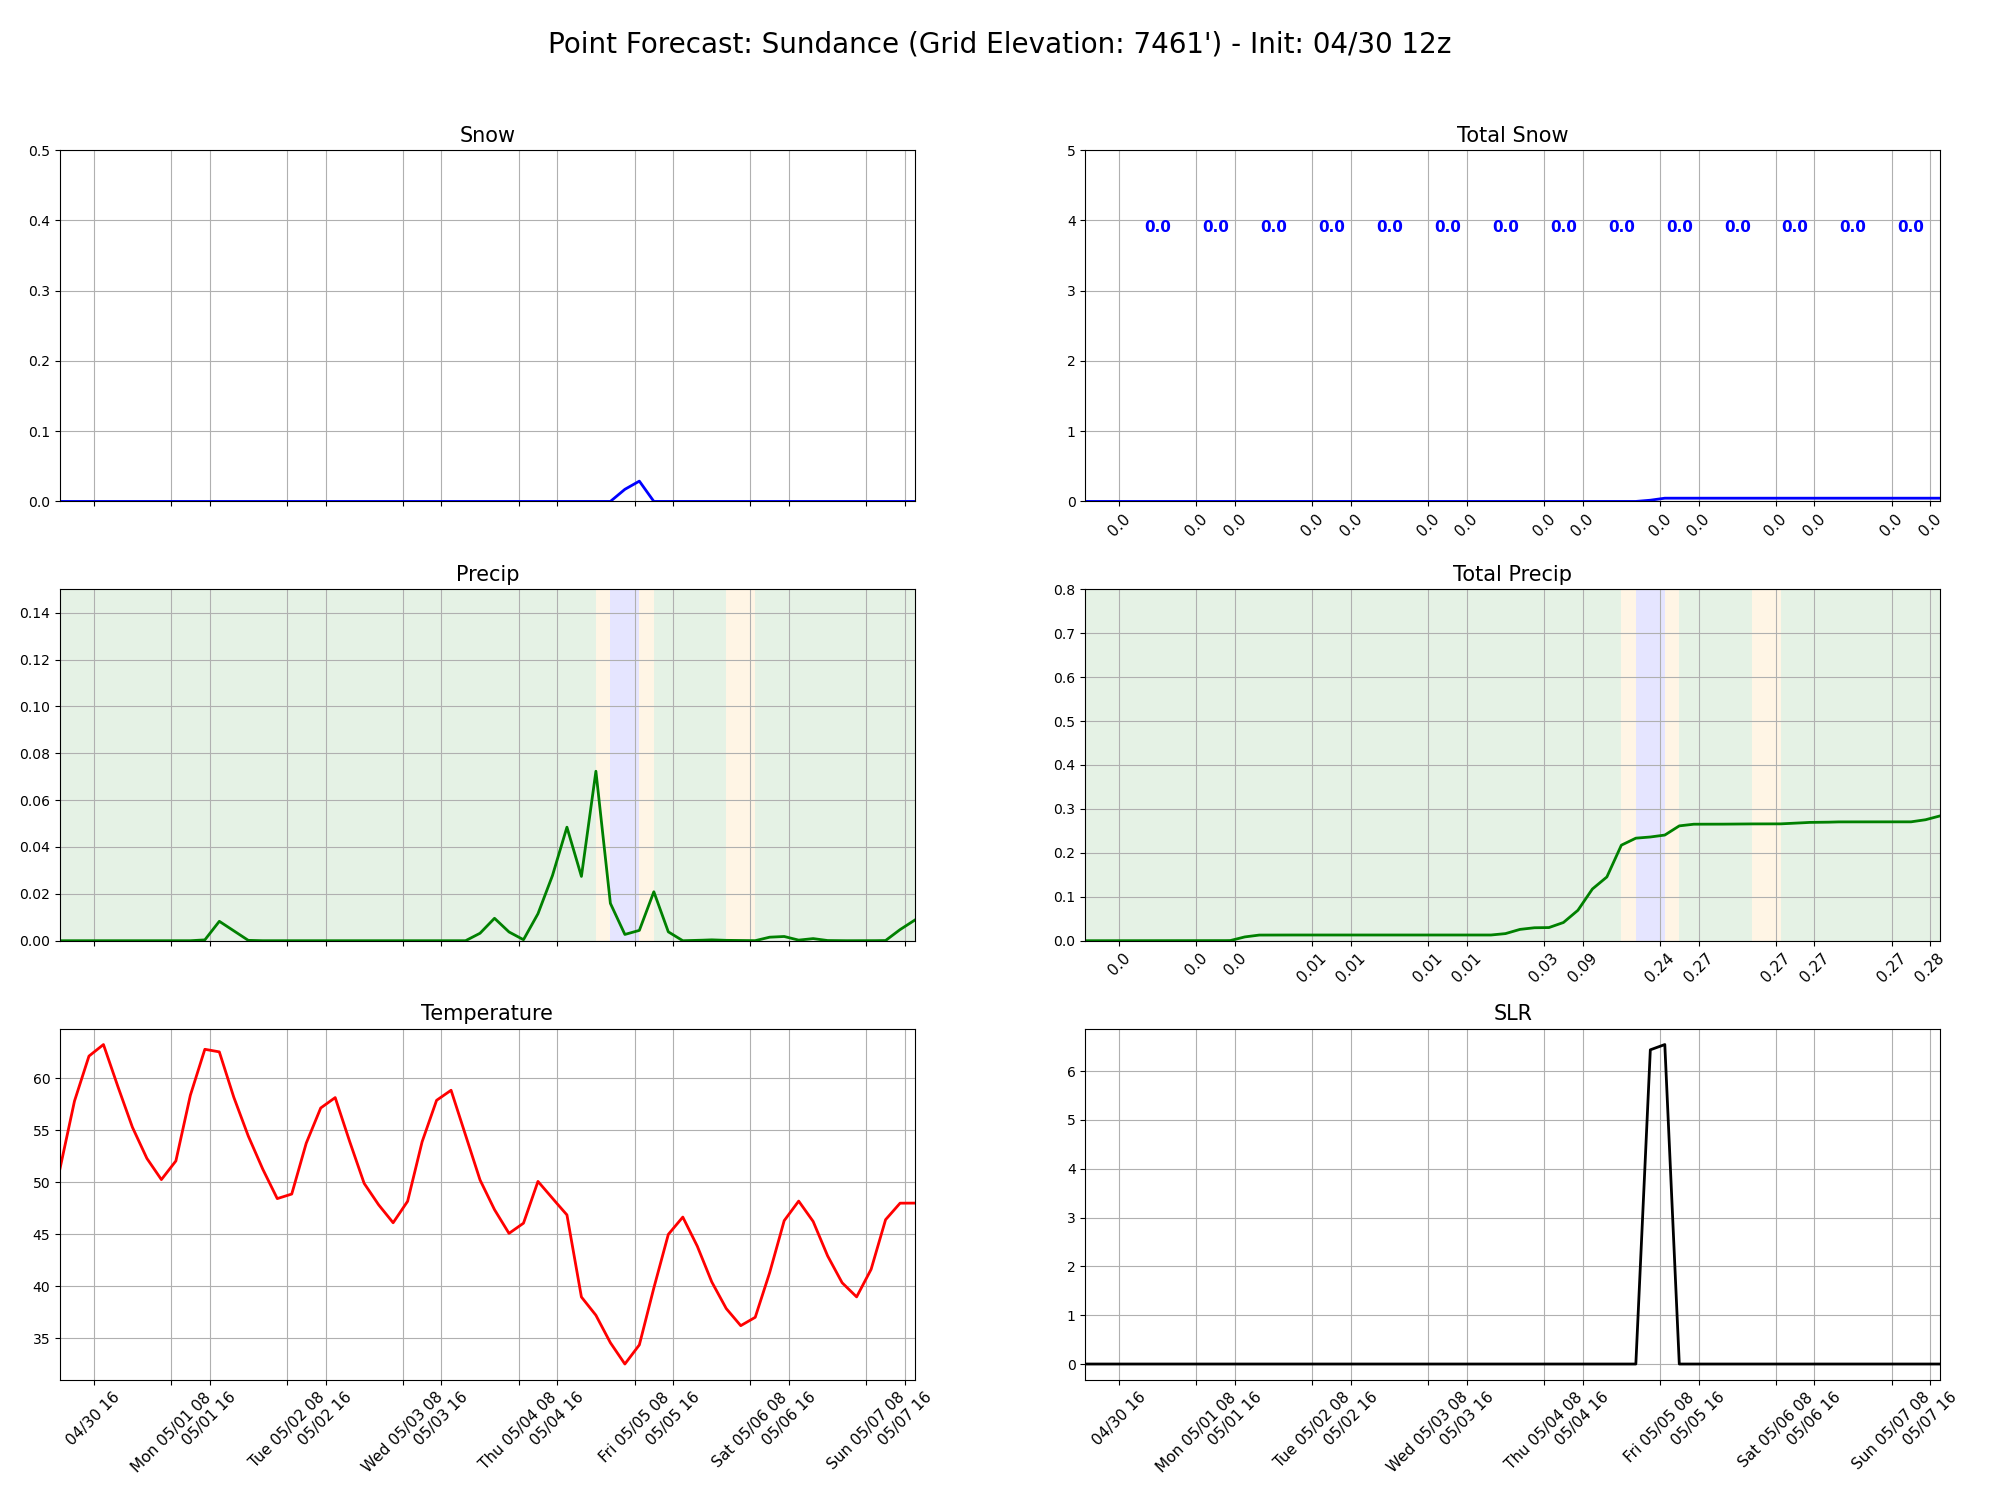 Point Forecast: Sundance (Grid Elevation: 7461') - Init: 04/30 12z
Snow
0.5
0.4
0.3
0.2
0.1
0.0
Total Snow
5
4
3
2
1
0
0.0 0.0 0.0 0.0 0.0 0.0 0.0 0.0 0.0 0.0 0.0 0.0 0.0 0.0
0.0 0.0 0.0 0.0 0.0 0.0 0.0 0.0 0.0 0.0 0.0 0.0 0.0 0.0 0.0
Precip
0.14
0.12
0.10
0.08
0.06
0.04
0.02
0.00
Total Precip
0.8
0.7
0.6
0.5
0.4
0.3
0.2
0.1
0.0
0.0 0.0 0.0 0.01 0.01 0.01 0.01 0.03 0.09 0.24 0.27 0.27 0.27 0.27 0.28
Temperature
60
55
50
45
40
35
04/30 16
Mon 05/01 08
05/01 16
Tue 05/02 08
05/02 16
Wed 05/03 08
05/03 16
Thu 05/04 08
05/04 16
Fri 05/05 08
05/05 16
Sat 05/06 08
05/06 16
Sun 05/07 08
05/07 16
SLR
6
5
4
3
2
1
0
04/30 16
Mon 05/01 08
05/01 16
Tue 05/02 08
05/02 16
Wed 05/03 08
05/03 16
Thu 05/04 08
05/04 16
Fri 05/05 08
05/05 16
Sat 05/06 08
05/06 16
Sun 05/07 08
05/07 16